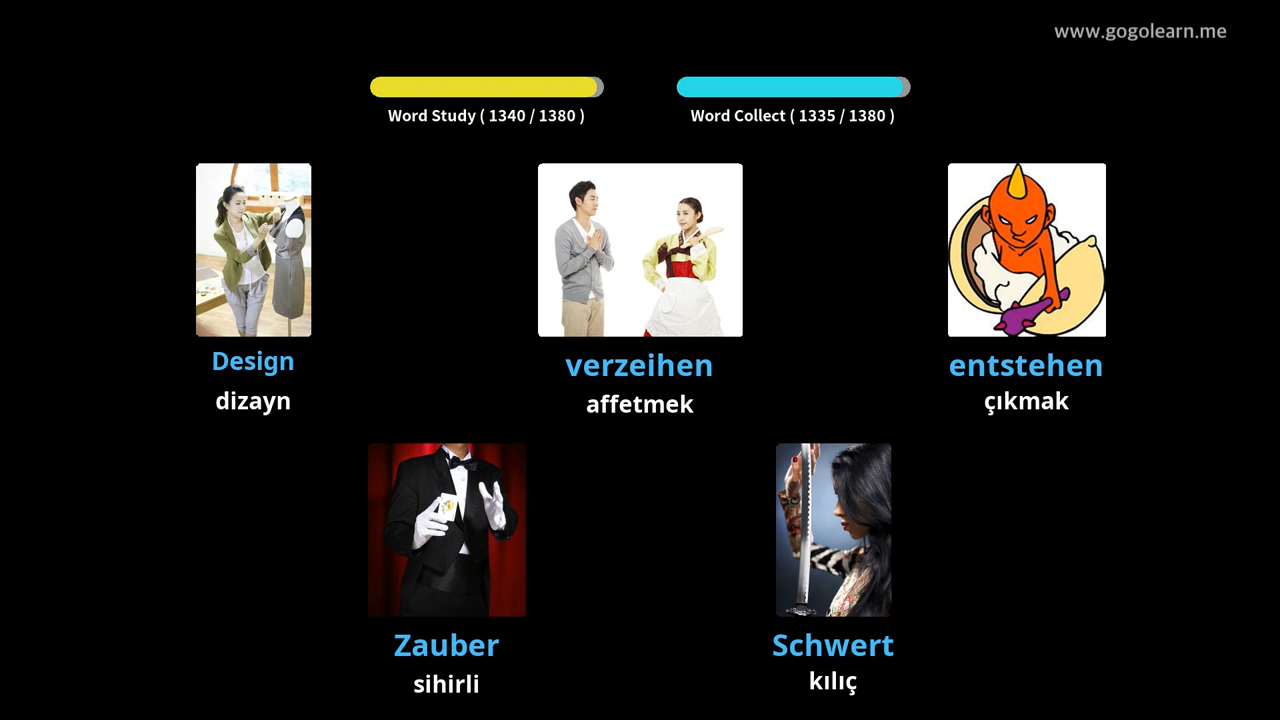 www.gogolearn.me
Word Study ( 1340 / 1380 )
Word Collect ( 1335 / 1380 )
Design
dizayn
verzeihen
affetmek
entstehen
çıkmak
Zauber
sihirli
Schwert
kılıç